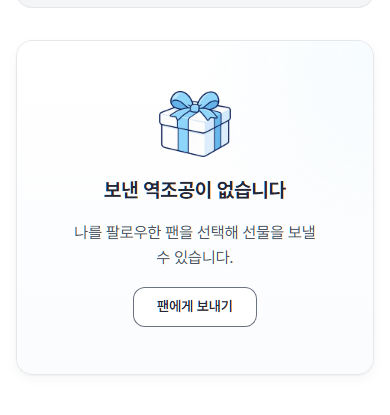 보낸 역조공이 없습니다
나를 팔로우한 팬을 선택해 선물을 보낼
수 있습니다.
팬에게 보내기